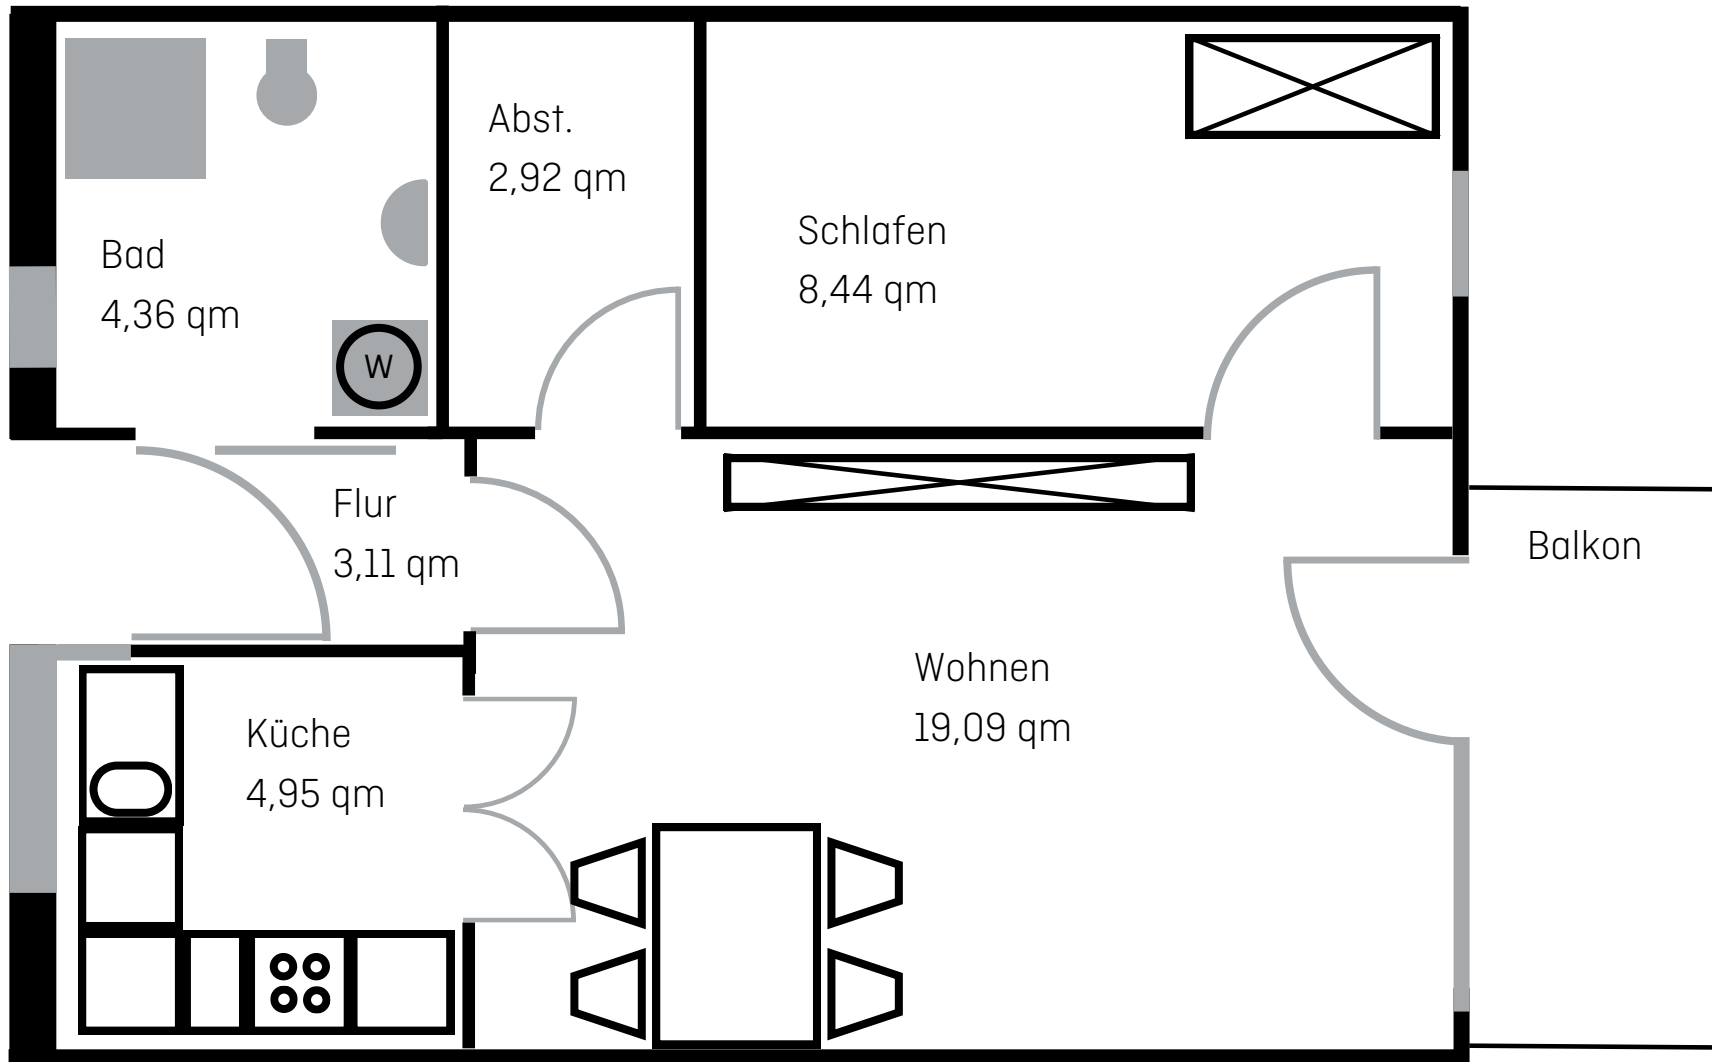 Abst.
2,92 qm
Schlafen
8,44 qm
Bad
4,36 qm
W
Flur
3,11 qm
Balkon
Wohnen
19,09 qm
Küche
4,95 qm